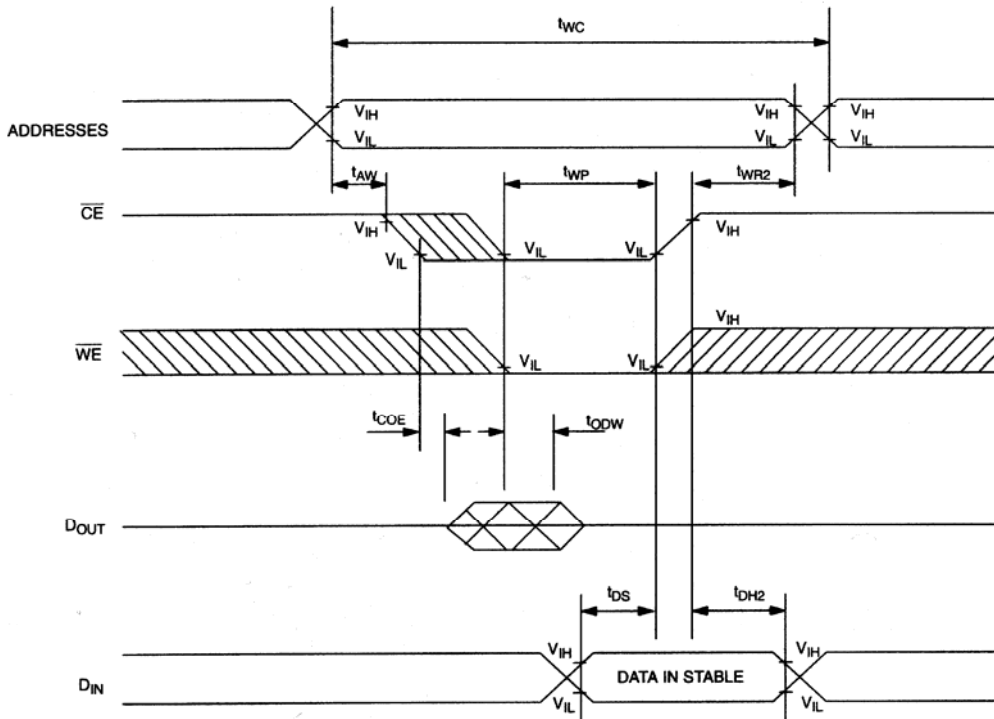 tWC
VIH VIH VIH
ADDRESSES
VIL VIL VIL
tAW tWP tWR2
CE
VIH VIH
VIL VIL VIL
VIH
WE
VIL VIL
tCOE tODW
DOUT
tDS tDH2
VIH VIH
DIN DATA IN STABLE
VIL VIL